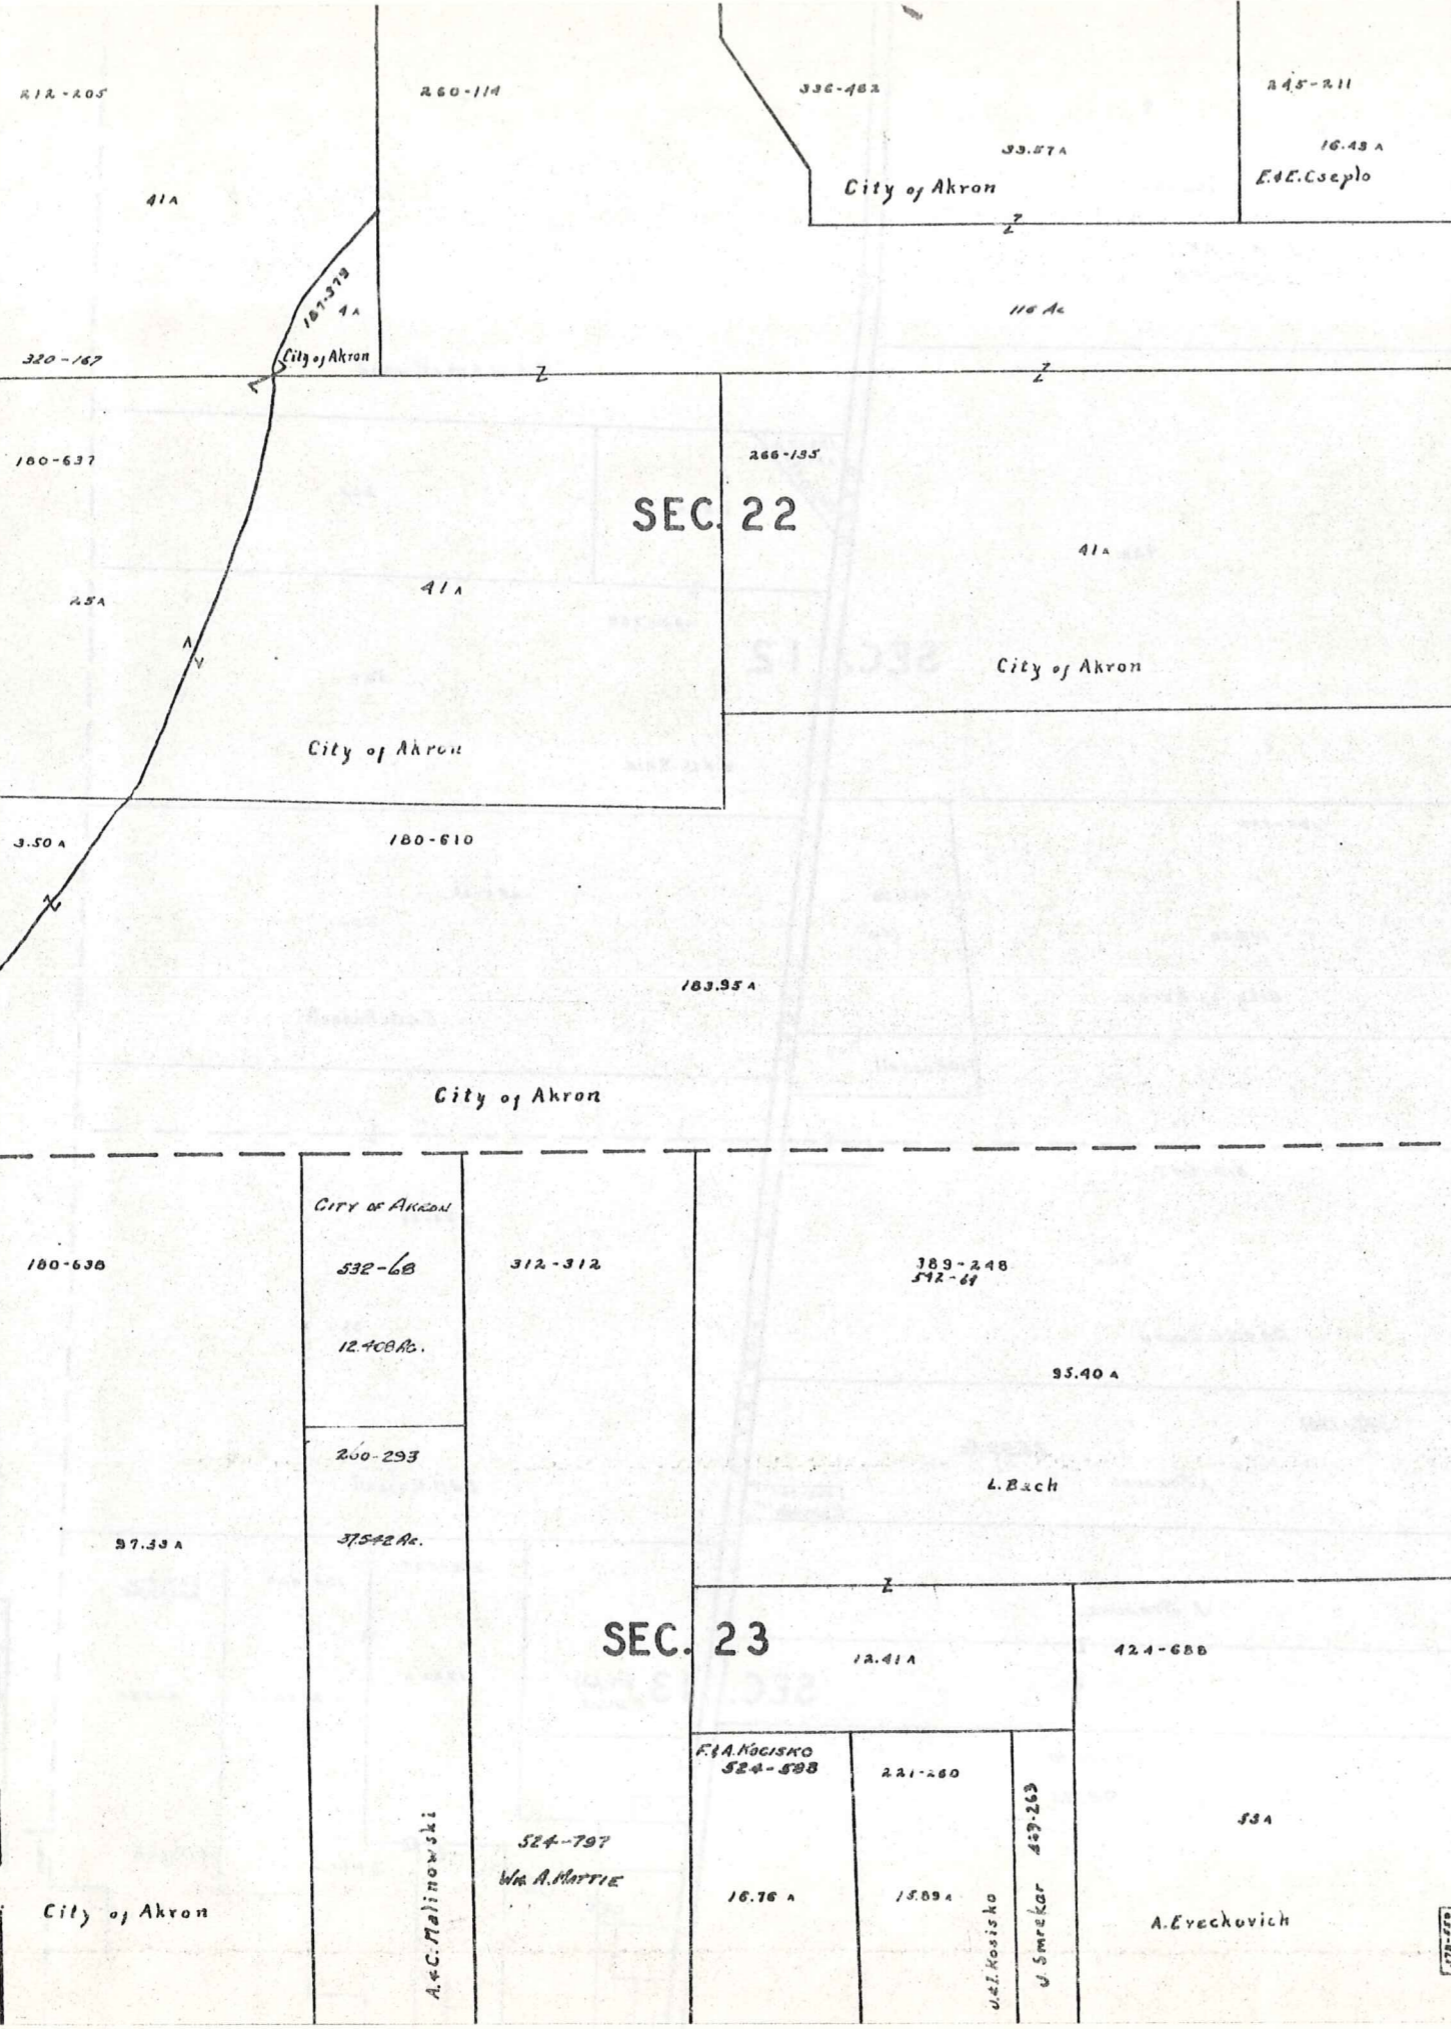 212-205
260-114
336-482
245-211
33.57 A
16.43 A
E.&E. Cseplo
City of Akron
41 A
187-379
4 A
City of Akron
116 Ac
320-167
180-637
266-135
SEC. 22
41 A
41 A
25 A
City of Akron
City of Akron
3.50 A
180-610
183.95 A
City of Akron
CITY OF AKRON
180-638
532-68
312-312
389-248
542-61
12.408 Ac.
95.40 A
260-293
L. Bach
97.33 A
37.542 Ac.
SEC. 23
12.41 A
424-688
F.&A. KOCISKO
524-598
221-260
J. Smrekar 469-263
53 A
A.&C. Malinowski
524-797
Wm. A. MATTIE
16.76 A
15.89 A
J.&I. Kosisko
City of Akron
A. Eveckovich